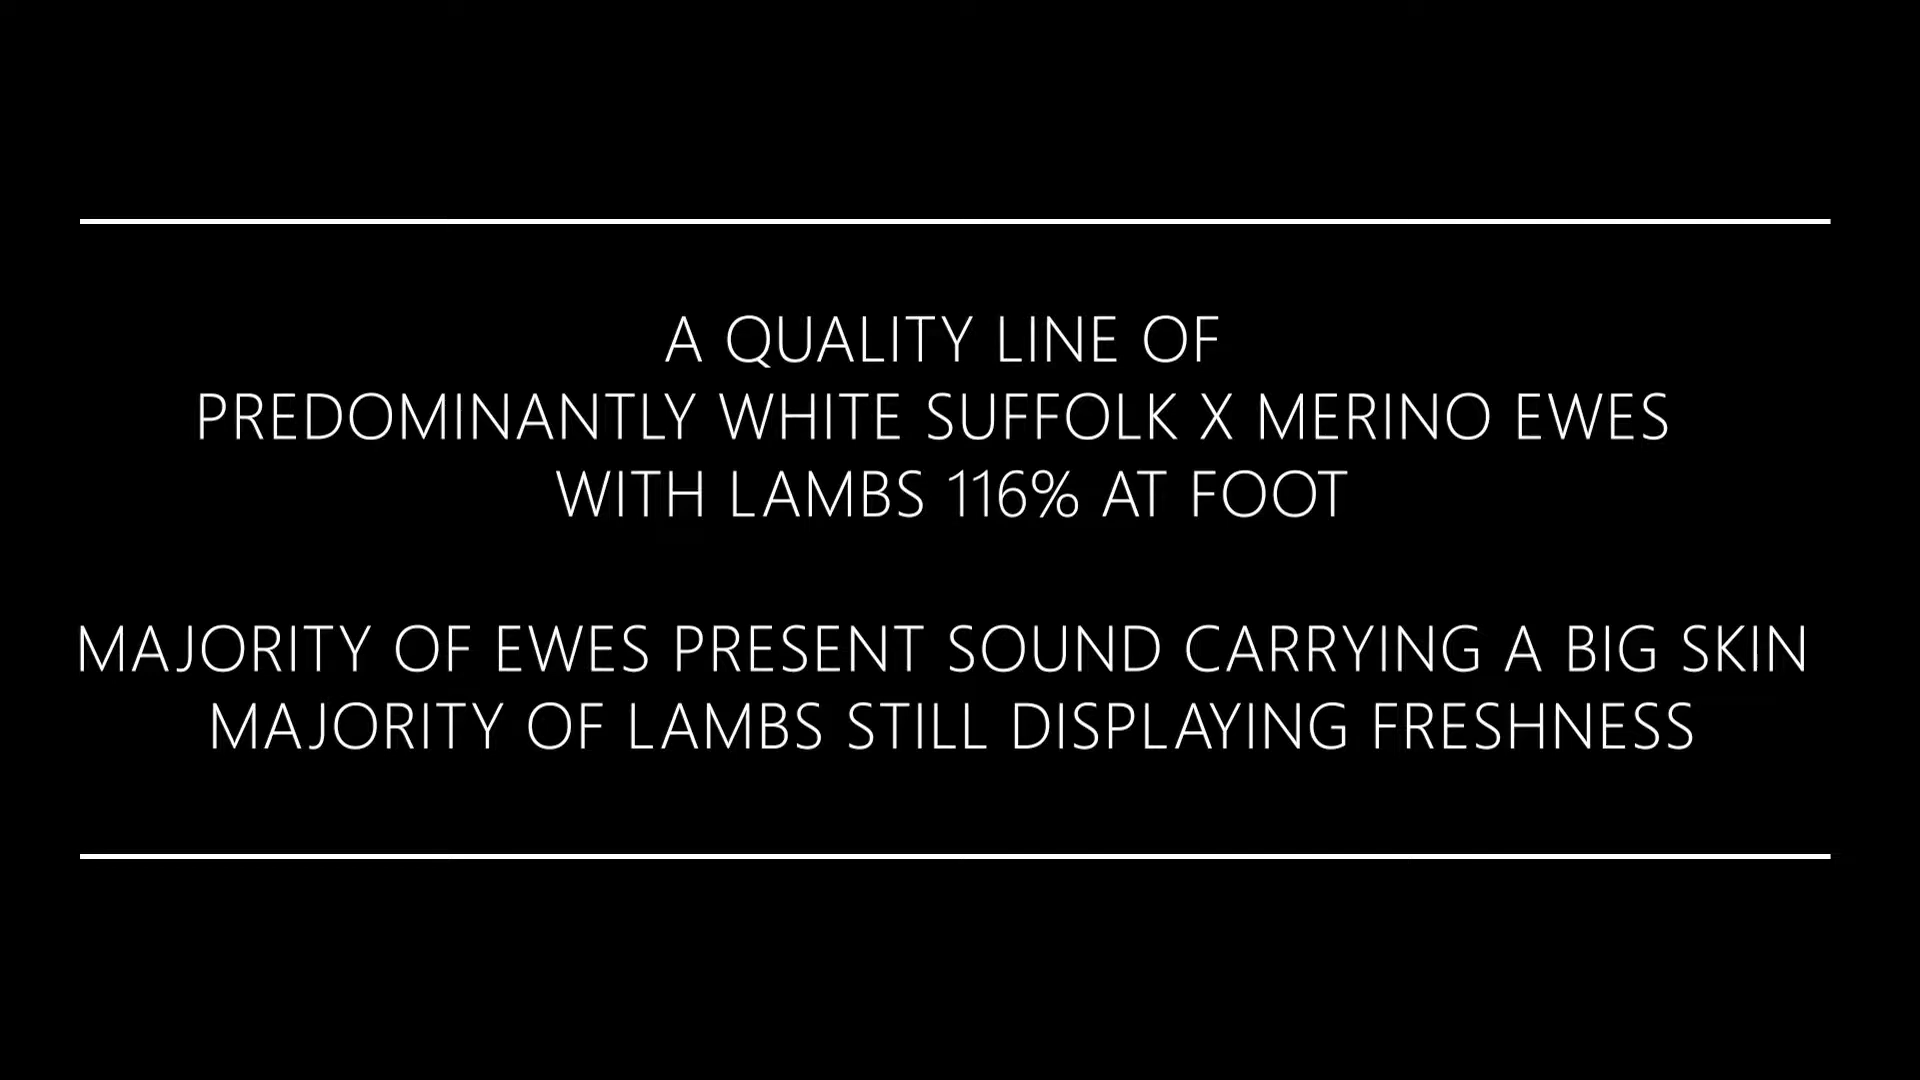 A QUALITY LINE OF
PREDOMINANTLY WHITE SUFFOLK X MERINO EWES
WITH LAMBS 116% AT FOOT
MAJORITY OF EWES PRESENT SOUND CARRYING A BIG SKIN
MAJORITY OF LAMBS STILL DISPLAYING FRESHNESS